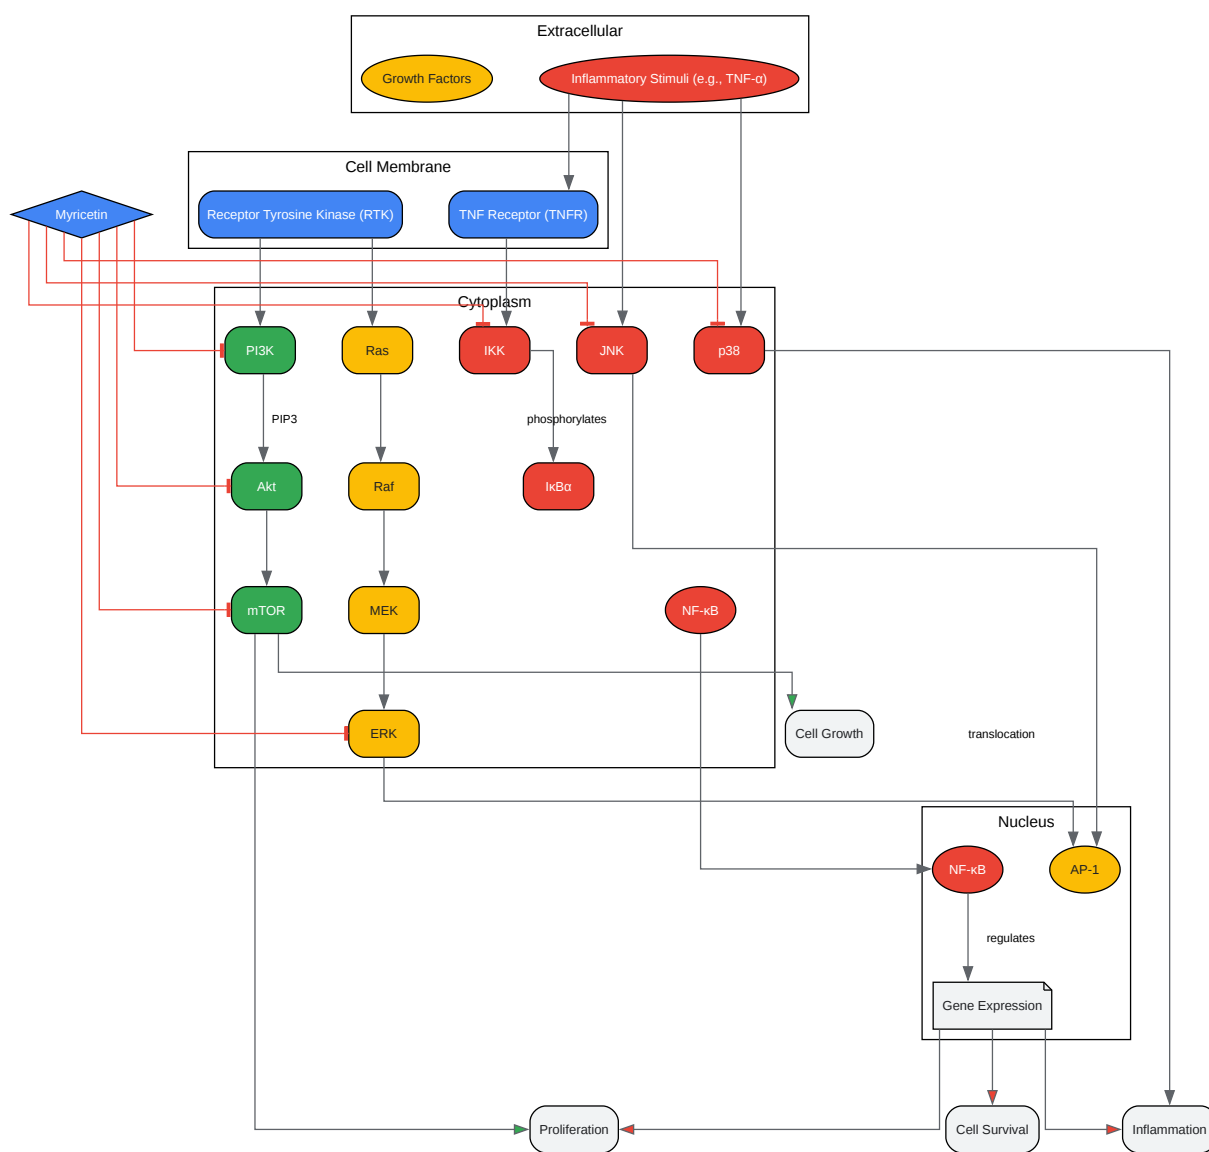 Extracellular
Growth Factors
Inflammatory Stimuli (e.g., TNF-α)
Cell Membrane
Myricetin
Receptor Tyrosine Kinase (RTK)
TNF Receptor (TNFR)
Cytoplasm
PI3K
Ras
IKK
JNK
p38
PIP3
phosphorylates
Akt
Raf
IκBα
mTOR
MEK
NF-κB
ERK
Cell Growth
translocation
Nucleus
NF-κB
AP-1
regulates
Gene Expression
Proliferation
Cell Survival
Inflammation